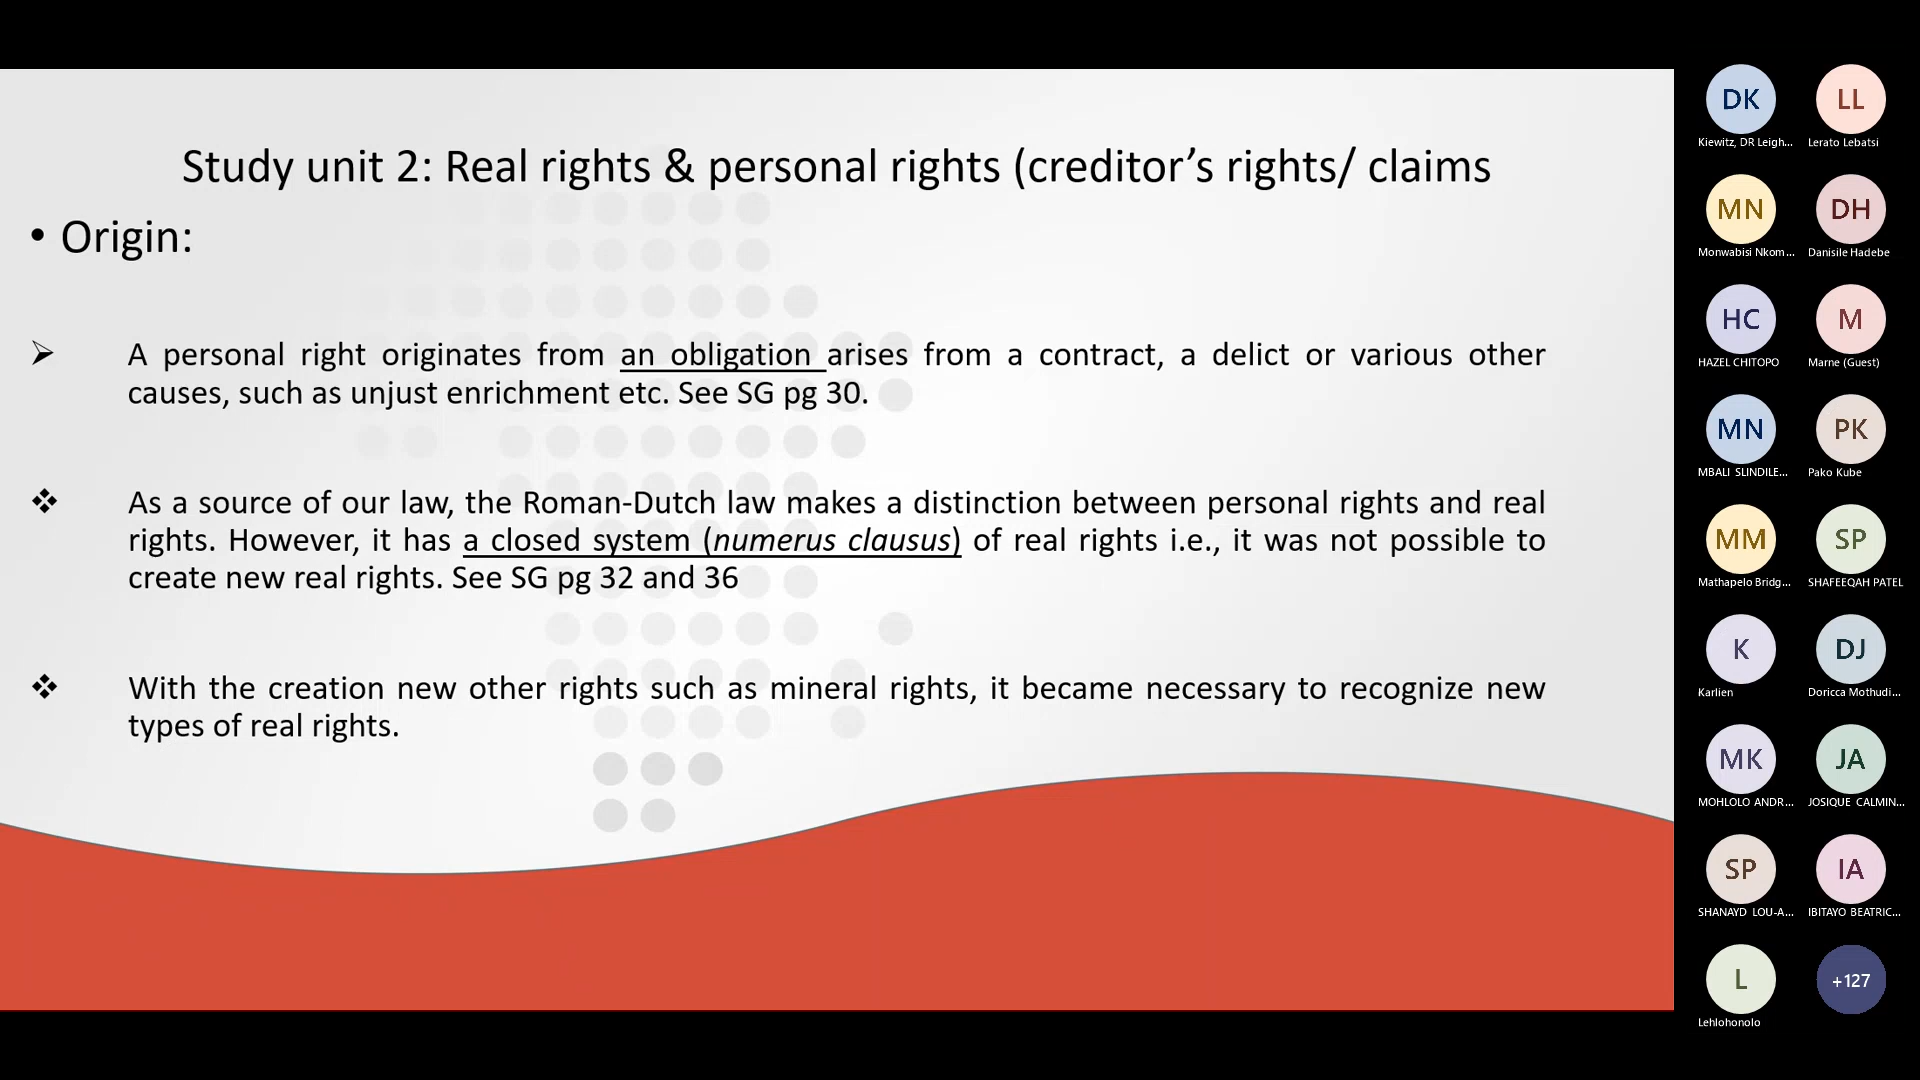 Study unit 2: Real rights & personal rights (creditor’s rights/ claims
• Origin:
➢ A personal right originates from an obligation arises from a contract, a delict or various other
causes, such as unjust enrichment etc. See SG pg 30.
❖ As a source of our law, the Roman-Dutch law makes a distinction between personal rights and real
rights. However, it has a closed system (numerus clausus) of real rights i.e., it was not possible to
create new real rights. See SG pg 32 and 36
❖ With the creation new other rights such as mineral rights, it became necessary to recognize new
types of real rights.
DK LL
Kiewitz, DR Leigh... Lerato Lebatsi
MN DH
Monwabisi Nkom... Danisile Hadebe
HC M
HAZEL CHITOPO Marne (Guest)
MN PK
MBALI SLINDILE... Pako Kube
MM SP
Mathapelo Bridg... SHAFEEQAH PATEL
K DJ
Karlien Doricca Mothudi...
MK JA
MOHLOLO ANDR... JOSIQUE CALMIN...
SP IA
SHANAYD LOU-A... IBITAYO BEATRIC...
L +127
Lehlohonolo